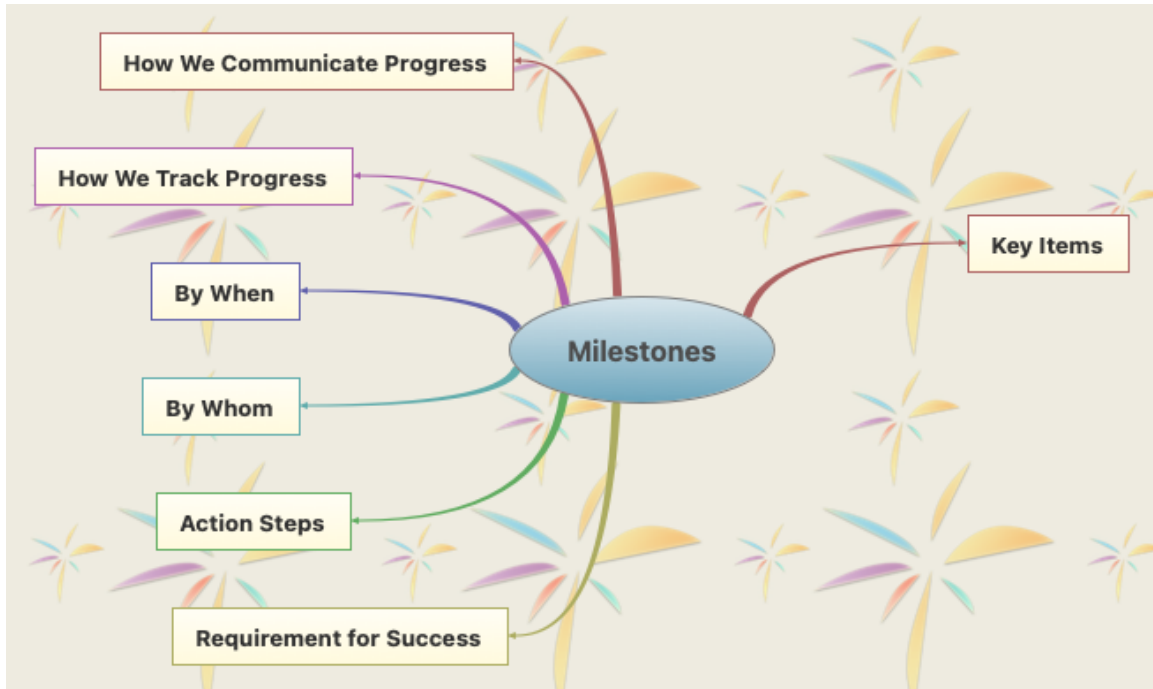 How We Communicate Progress
How We Track Progress
Key Items
By When
Milestones
By Whom
Action Steps
Requirement for Success